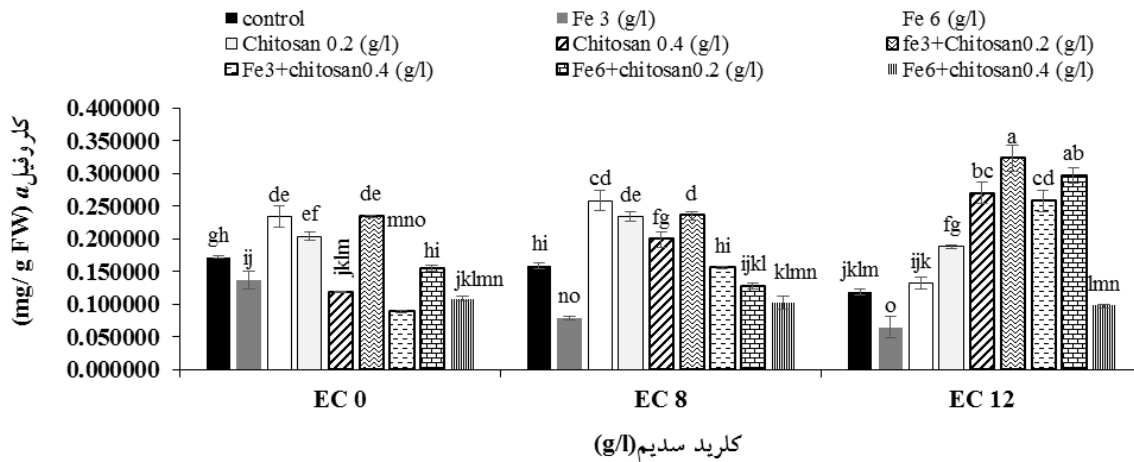 control Fe 3 (g/l) Fe 6 (g/l)
Chitosan 0.2 (g/l) Chitosan 0.4 (g/l) fe3+Chitosan0.2 (g/l)
Fe3+chitosan0.4 (g/l) Fe6+chitosan0.2 (g/l) Fe6+chitosan0.4 (g/l)
کلروفیل a (mg/ g FW)
0.400000
0.350000
0.300000
0.250000
0.200000
0.150000
0.100000
0.050000
0.000000
gh ij de ef jklm de mno hi jklmn
hi no cd de fg d hi ijkl klmn
jklm o ijk fg bc a cd ab lmn
EC 0 EC 8 EC 12
کلرید سدیم(g/l)